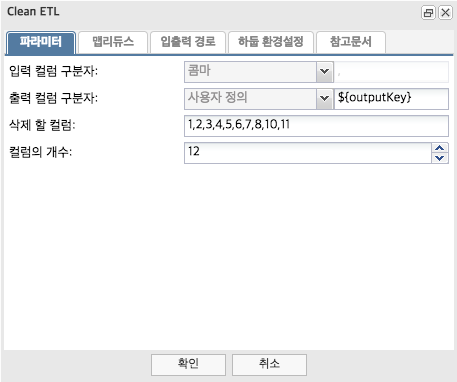 Clean ETL
파라미터 맵리듀스 입출력 경로 하둡 환경설정 참고문서
입력 컬럼 구분자: 콤마 ,
출력 컬럼 구분자: 사용자 정의 ${outputKey}
삭제 할 컬럼: 1,2,3,4,5,6,7,8,10,11
컬럼의 개수: 12
확인 취소